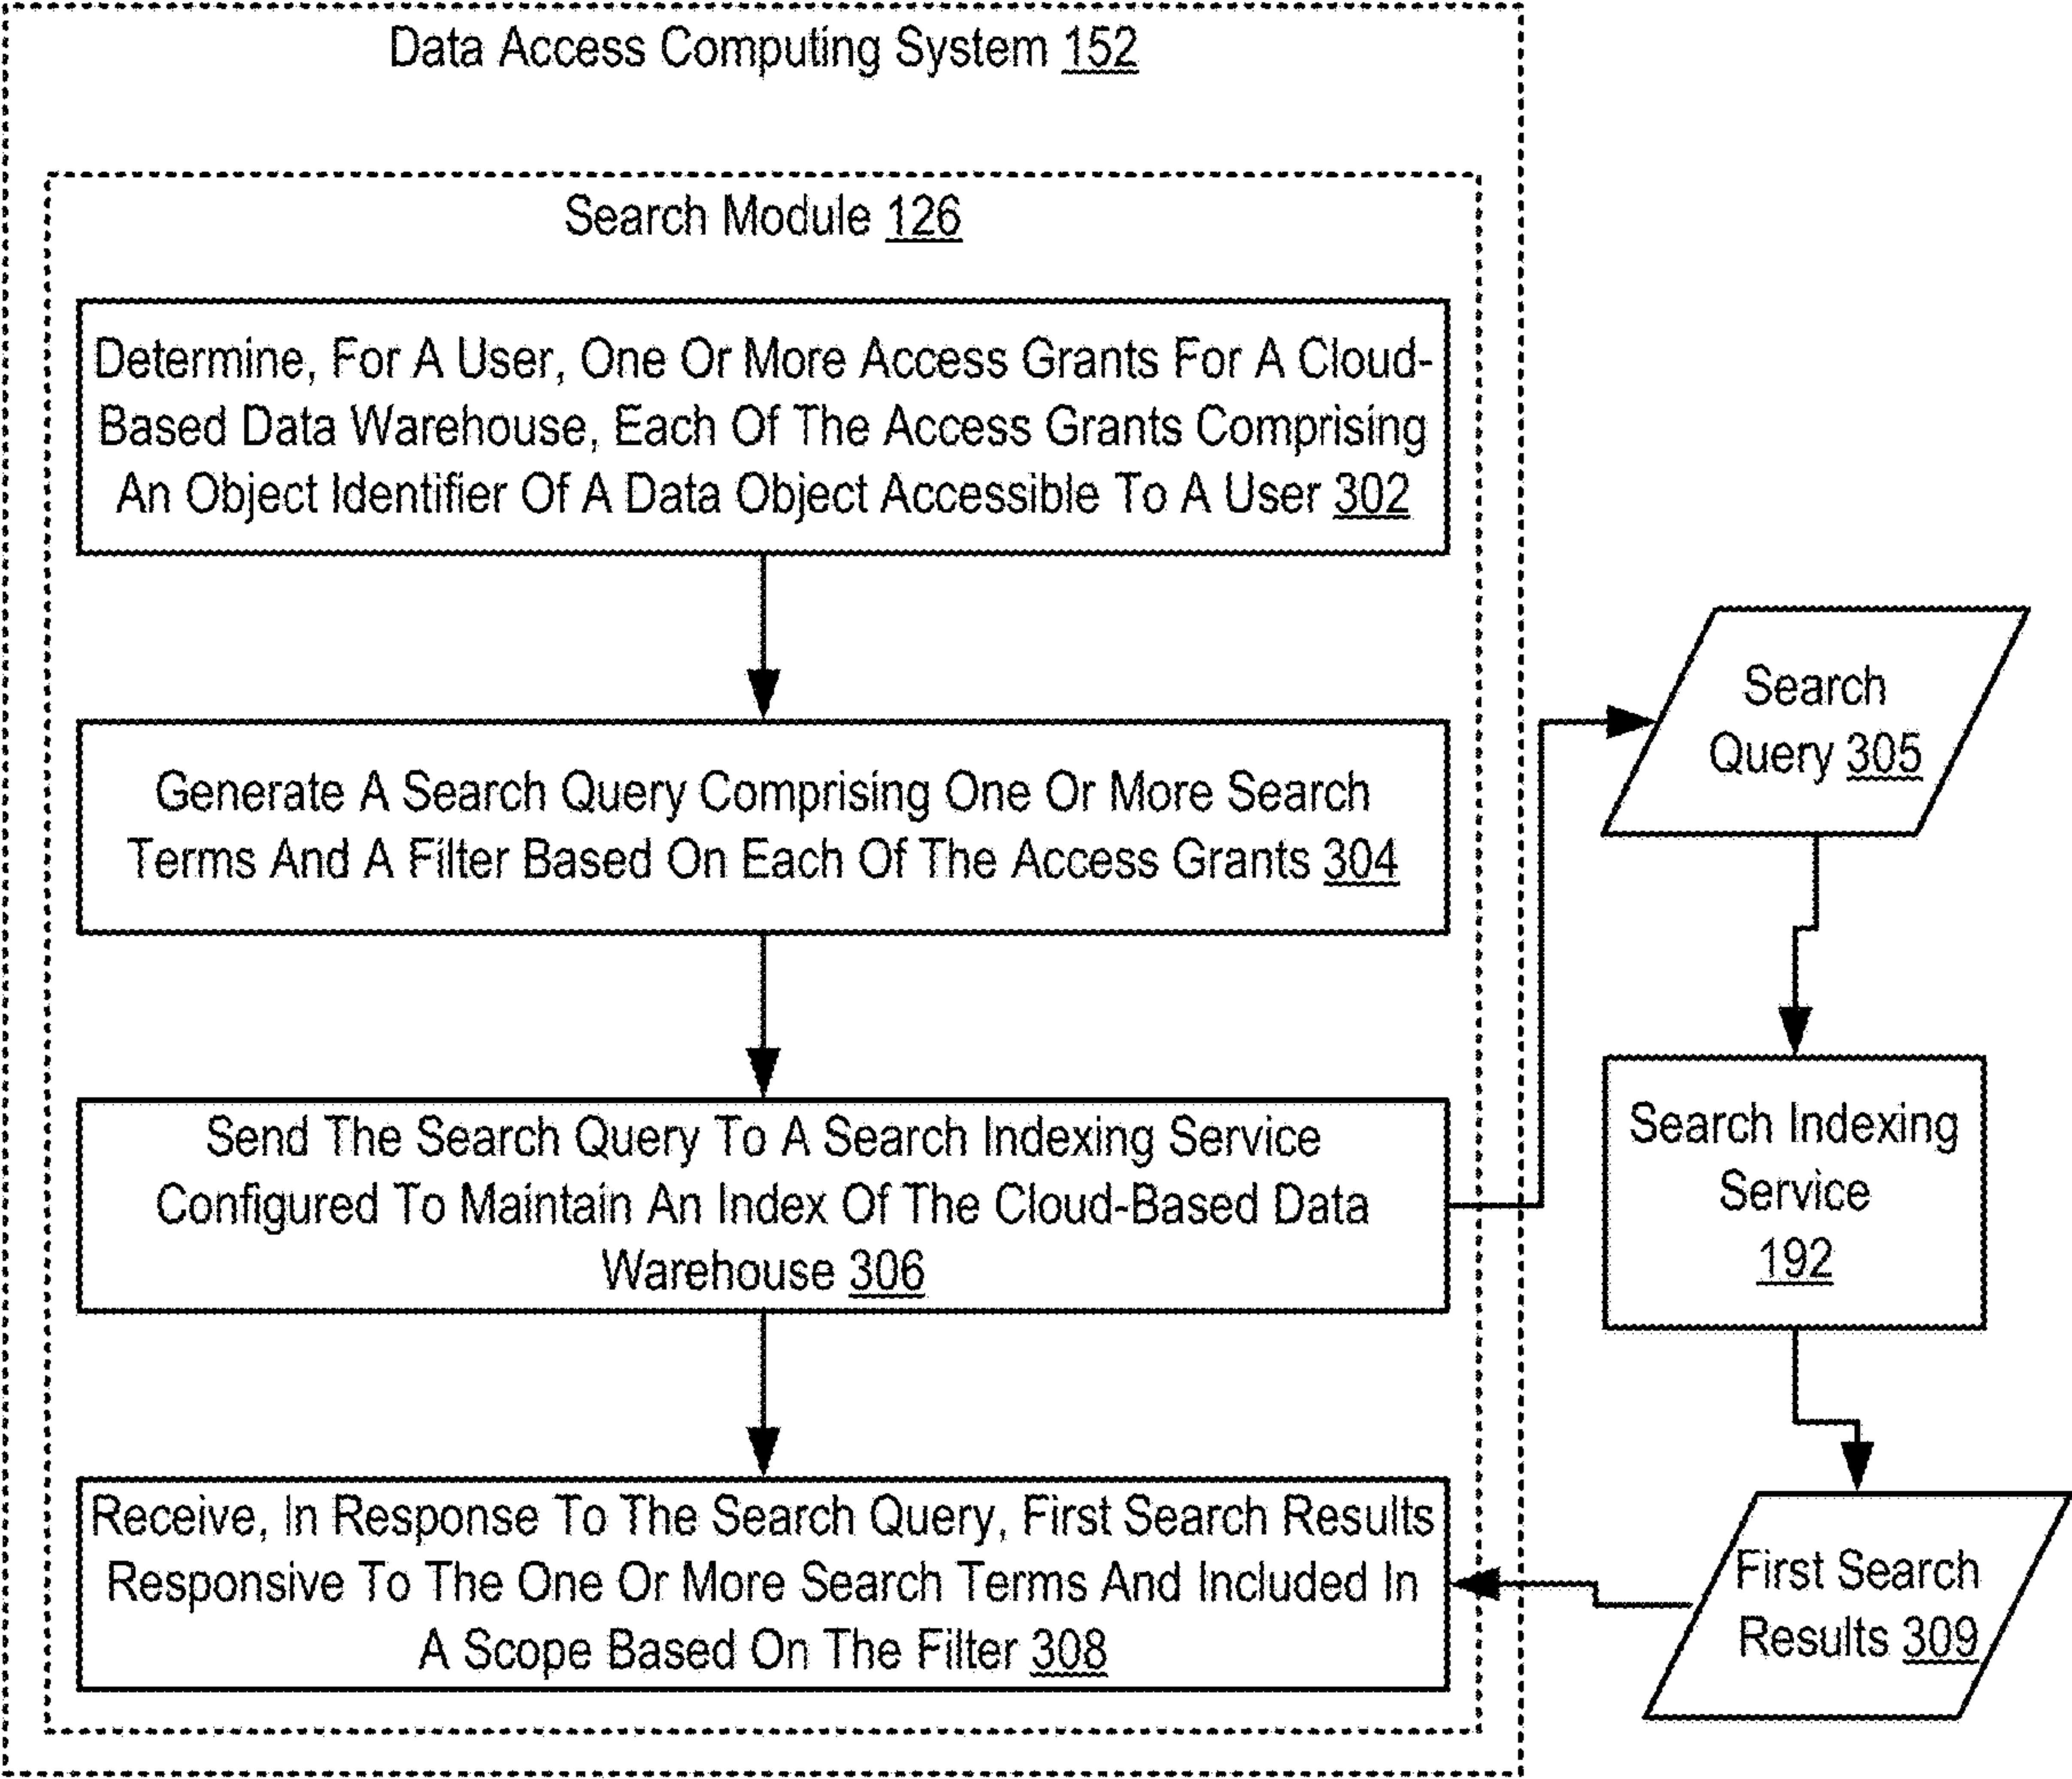 Data Access Computing System 152
Search Module 126
Determine, For A User, One Or More Access Grants For A Cloud-
Based Data Warehouse, Each Of The Access Grants Comprising
An Object Identifier Of A Data Object Accessible To A User 302
Generate A Search Query Comprising One Or More Search
Terms And A Filter Based On Each Of The Access Grants 304
Send The Search Query To A Search Indexing Service
Configured To Maintain An Index Of The Cloud-Based Data
Warehouse 306
Receive, In Response To The Search Query, First Search Results
Responsive To The One Or More Search Terms And Included In
A Scope Based On The Filter 308
Search
Query 305
Search Indexing
Service
192
First Search
Results 309